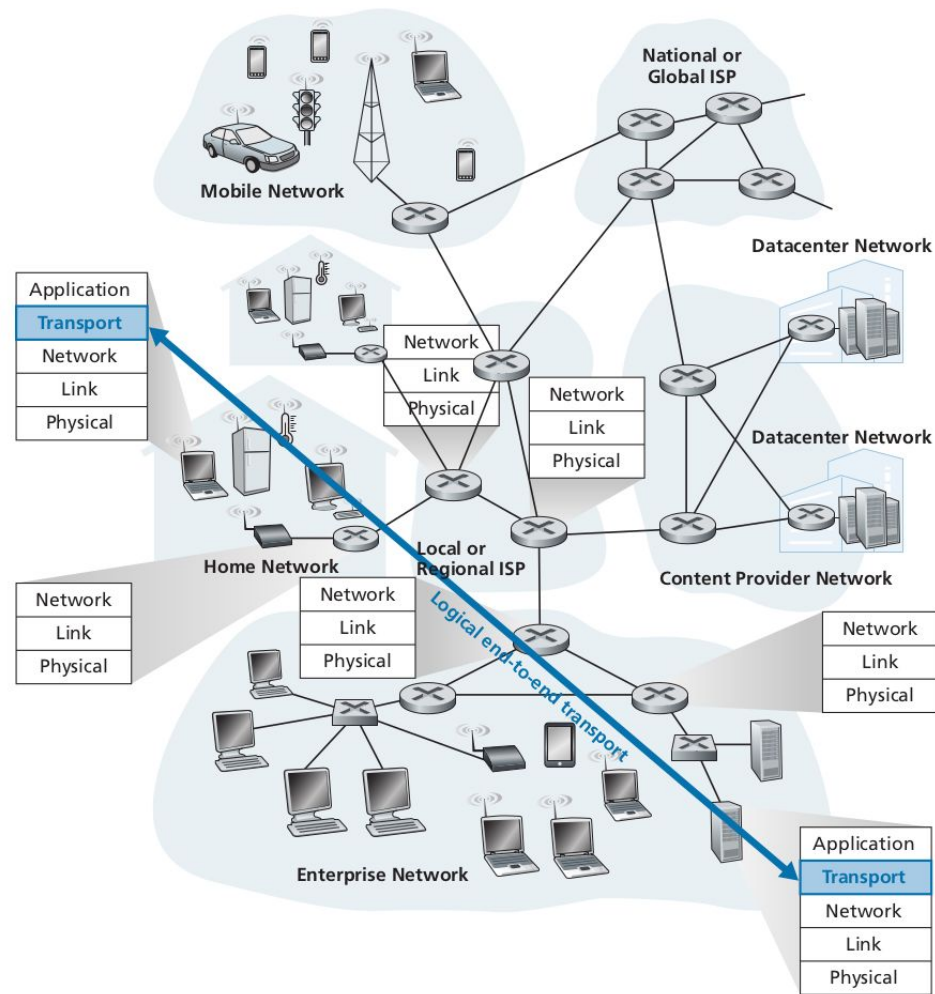 National or
Global ISP
Mobile Network
Datacenter Network
Application
Transport
Network
Link
Physical
Network
Link
Physical
Network
Link
Physical
Datacenter Network
Home Network
Local or
Regional ISP
Content Provider Network
Network
Link
Physical
Network
Link
Physical
Logical end-to-end transport
Network
Link
Physical
Enterprise Network
Application
Transport
Network
Link
Physical